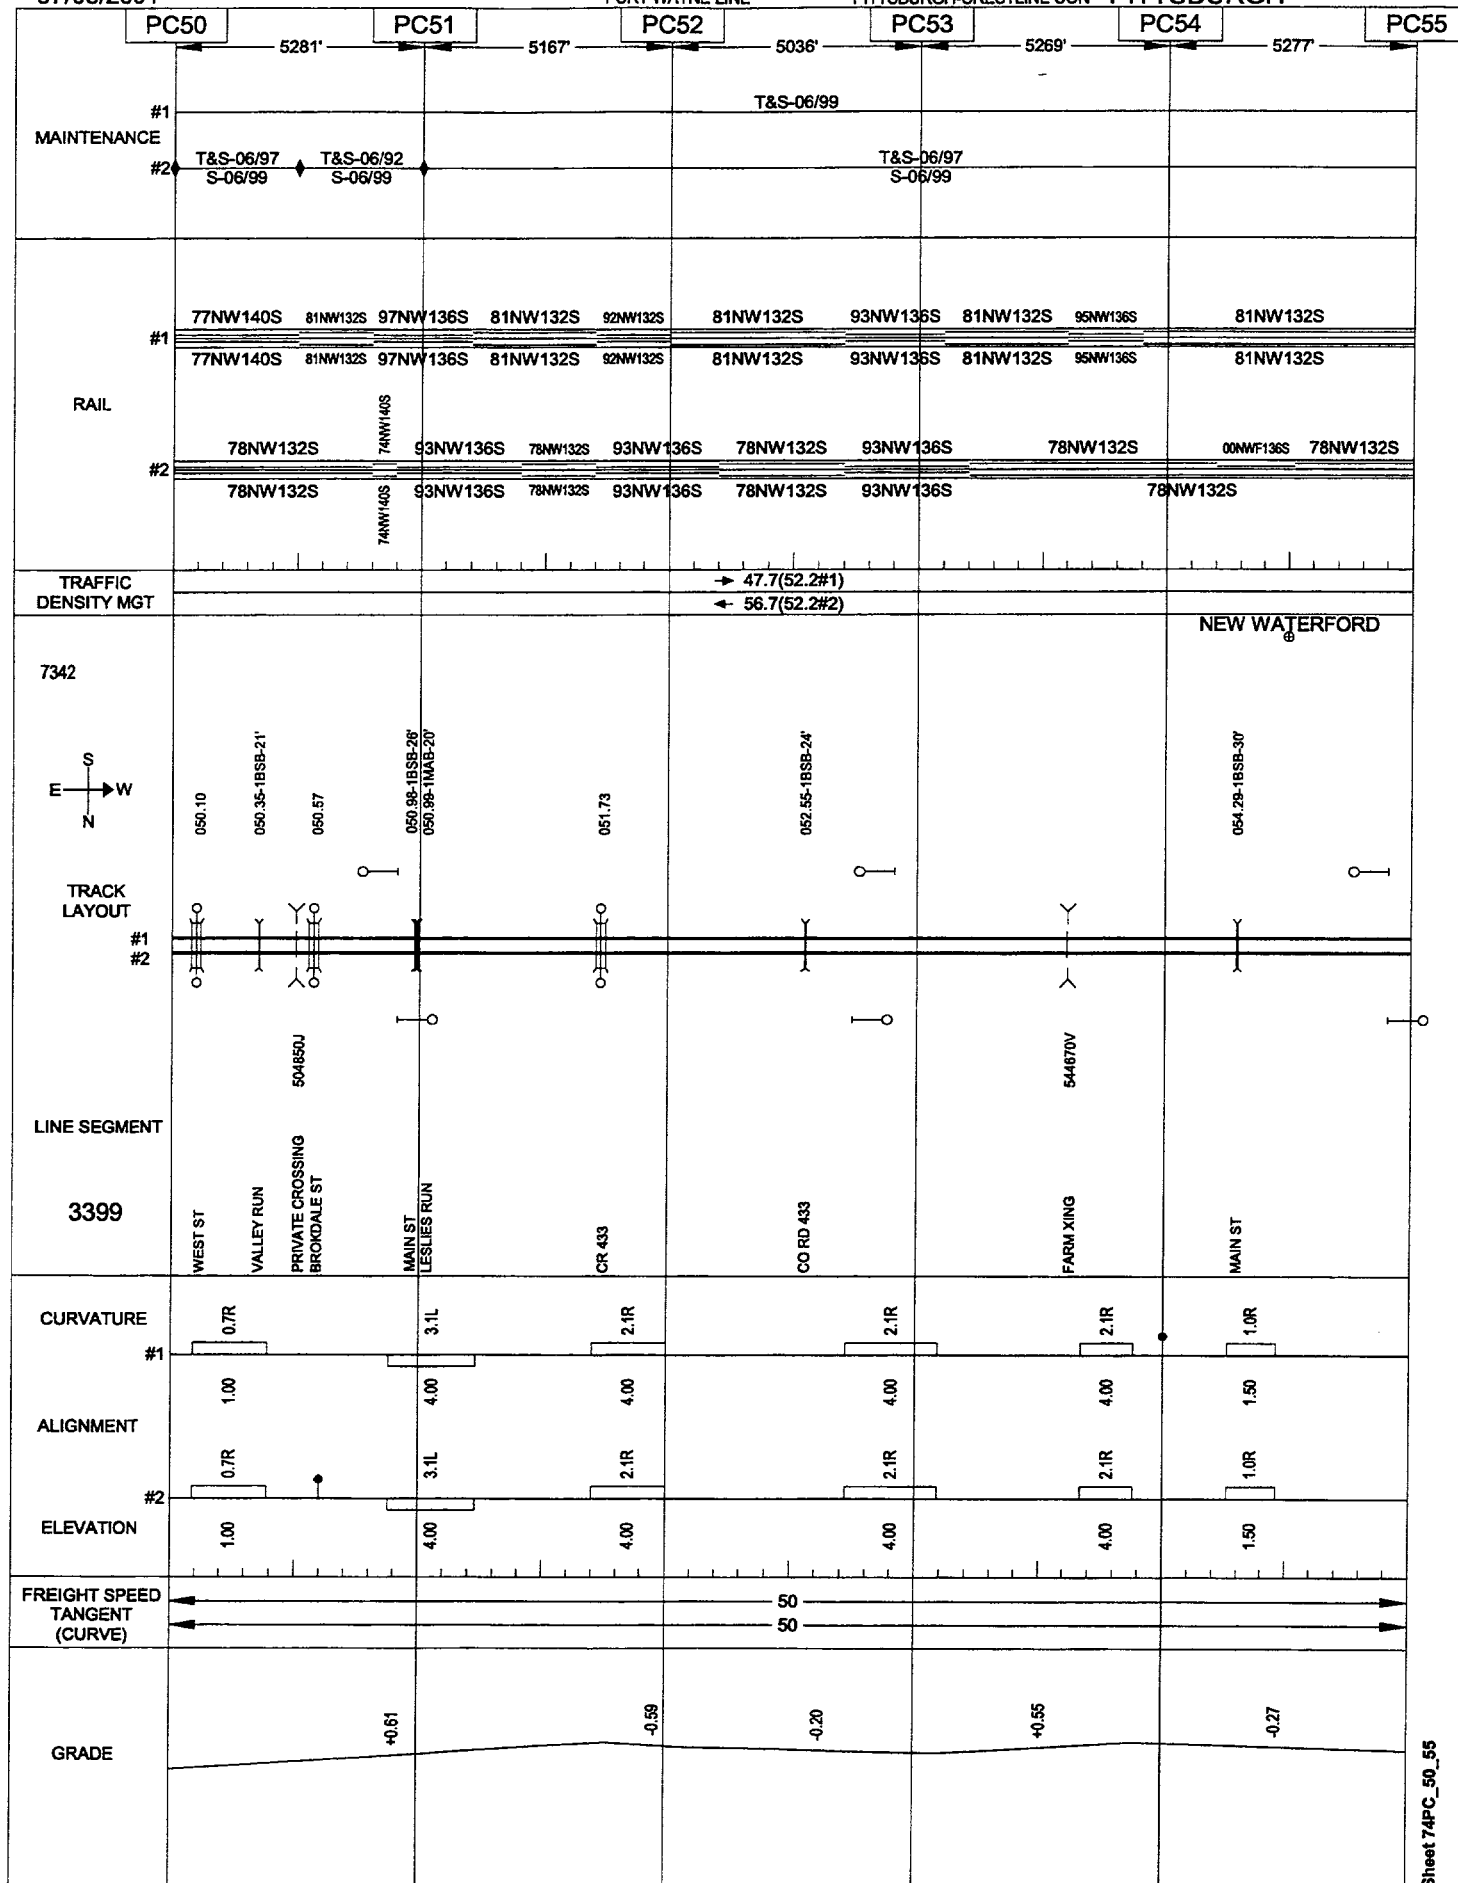 PC50 PC51 PC52 PC53 PC54 PC55
5281' 5167' 5036' 5269' 5277'
MAINTENANCE
#1 T&S-06/99
#2 T&S-06/97 T&S-06/92 T&S-06/97
S-06/99 S-06/99 S-06/99
RAIL
77NW140S 81NW132S 97NW136S 81NW132S 92NW132S 81NW132S 93NW136S 81NW132S 95NW136S 81NW132S
#1
77NW140S 81NW132S 97NW136S 81NW132S 92NW132S 81NW132S 93NW136S 81NW132S 95NW136S 81NW132S
78NW132S 74NW140S 93NW136S 78NW132S 93NW136S 78NW132S 93NW136S 78NW132S 00NWF136S 78NW132S
#2
78NW132S 74NW140S 93NW136S 78NW132S 93NW136S 78NW132S 93NW136S 78NW132S
TRAFFIC
DENSITY MGT
→ 47.7(52.2#1)
← 56.7(52.2#2)
NEW WATERFORD
7342
S
E W
N
050.10
050.35-1BSB-21'
050.57
050.98-1BSB-26'
050.99-1MAB-20'
051.73
052.55-1BSB-24'
054.29-1BSB-30'
TRACK
LAYOUT
#1
#2
504850J
544670V
LINE SEGMENT
3399
WEST ST
VALLEY RUN
PRIVATE CROSSING
BROKDALE ST
MAIN ST
LESLIES RUN
CR 433
CO RD 433
FARM XING
MAIN ST
CURVATURE
0.7R 3.1L 2.1R 2.1R 2.1R 1.0R
#1
1.00 4.00 4.00 4.00 4.00 1.50
ALIGNMENT
0.7R 3.1L 2.1R 2.1R 2.1R 1.0R
#2
ELEVATION
1.00 4.00 4.00 4.00 4.00 1.50
FREIGHT SPEED
TANGENT
(CURVE)
50
50
GRADE
+0.61 -0.59 -0.20 +0.55 -0.27
Sheet 74PC_50_55